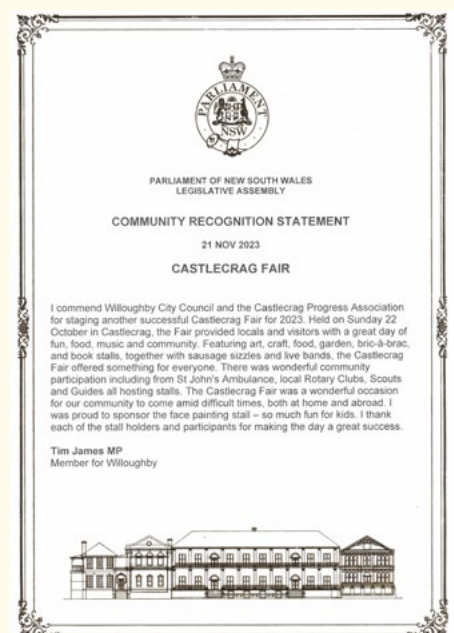 PARLIAMENT
NSW
PARLIAMENT OF NEW SOUTH WALES
LEGISLATIVE ASSEMBLY
COMMUNITY RECOGNITION STATEMENT
21 NOV 2023
CASTLECRAG FAIR
I commend Willoughby City Council and the Castlecrag Progress Association
for staging another successful Castlecrag Fair for 2023. Held on Sunday 22
October in Castlecrag, the Fair provided locals and visitors with a great day of
fun, food, music and community. Featuring art, craft, food, garden, bric-à-brac,
and book stalls, together with sausage sizzles and live bands, the Castlecrag
Fair offered something for everyone. There was wonderful community
participation including from St John's Ambulance, local Rotary Clubs, Scouts
and Guides all hosting stalls. The Castlecrag Fair was a wonderful occasion
for our community to come amid difficult times, both at home and abroad. I
was proud to sponsor the face painting stall – so much fun for kids. I thank
each of the stall holders and participants for making the day a great success.
Tim James MP
Member for Willoughby